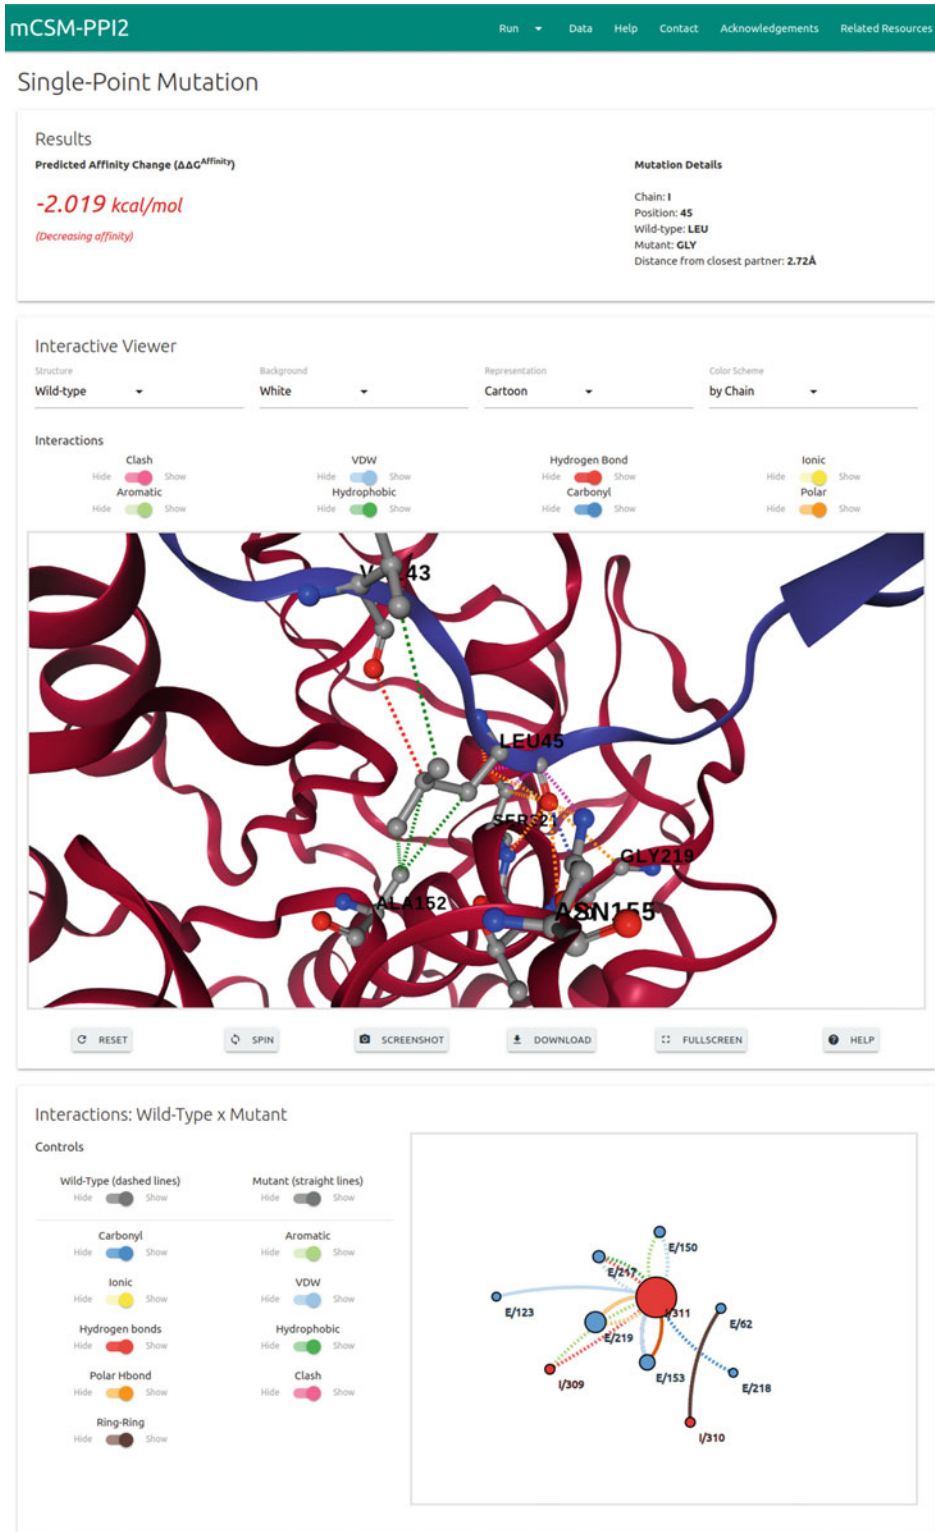 mCSM-PPI2
Run Data Help Contact Acknowledgements Related Resources
Single-Point Mutation
Results
Predicted Affinity Change (ΔΔG^Affinity)
-2.019 kcal/mol
(Decreasing affinity)
Mutation Details
Chain: I
Position: 45
Wild-type: LEU
Mutant: GLY
Distance from closest partner: 2.72Å
Interactive Viewer
Structure Background Representation Color Scheme
Wild-type White Cartoon by Chain
Interactions
Clash VDW Hydrogen Bond Ionic
Hide Show Hide Show Hide Show Hide Show
Aromatic Hydrophobic Carbonyl Polar
Hide Show Hide Show Hide Show Hide Show
43
LEU45
GLY219
ALA152
ASN155
RESET SPIN SCREENSHOT DOWNLOAD FULLSCREEN HELP
Interactions: Wild-Type x Mutant
Controls
Wild-Type (dashed lines) Mutant (straight lines)
Hide Show Hide Show
Carbonyl Aromatic
Hide Show Hide Show
Ionic VDW
Hide Show Hide Show
Hydrogen bonds Hydrophobic
Hide Show Hide Show
Polar Hbond Clash
Hide Show Hide Show
Ring-Ring
Hide Show
E/150
E/217
E/123
I/311
E/62
E/219
E/153
I/309
E/218
I/310